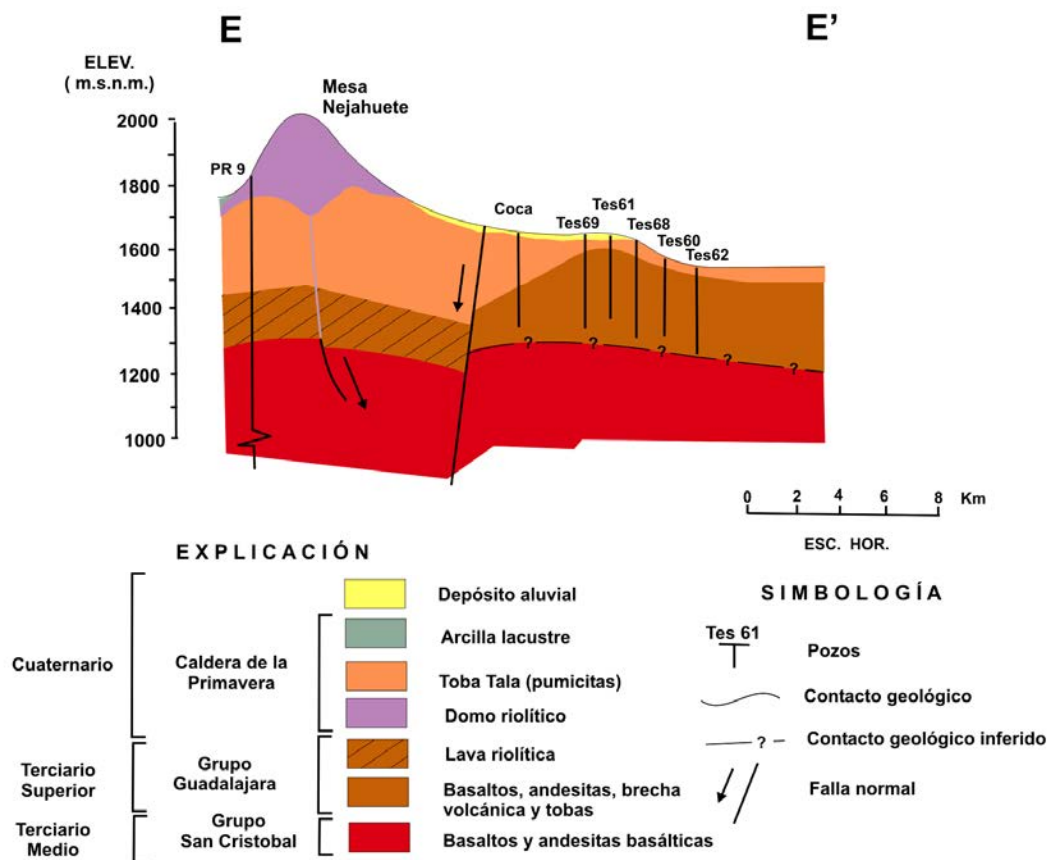 E
E’
ELEV.
( m.s.n.m.)
Mesa
Nejahuete
2000
1800
1600
1400
1200
1000
PR 9
Coca
Tes69
Tes61
Tes68
Tes60
Tes62
? ? ? ? ?
0 2 4 6 8 Km
ESC. HOR.
EXPLICACIÓN
Cuaternario
Terciario
Superior
Terciario
Medio
Caldera de la
Primavera
Grupo
Guadalajara
Grupo
San Cristobal
Depósito aluvial
Arcilla lacustre
Toba Tala (pumicitas)
Domo riolítico
Lava riolítica
Basaltos, andesitas, brecha
volcánica y tobas
Basaltos y andesitas basálticas
SIMBOLOGÍA
Tes 61
Pozos
Contacto geológico
?
Contacto geológico inferido
Falla normal